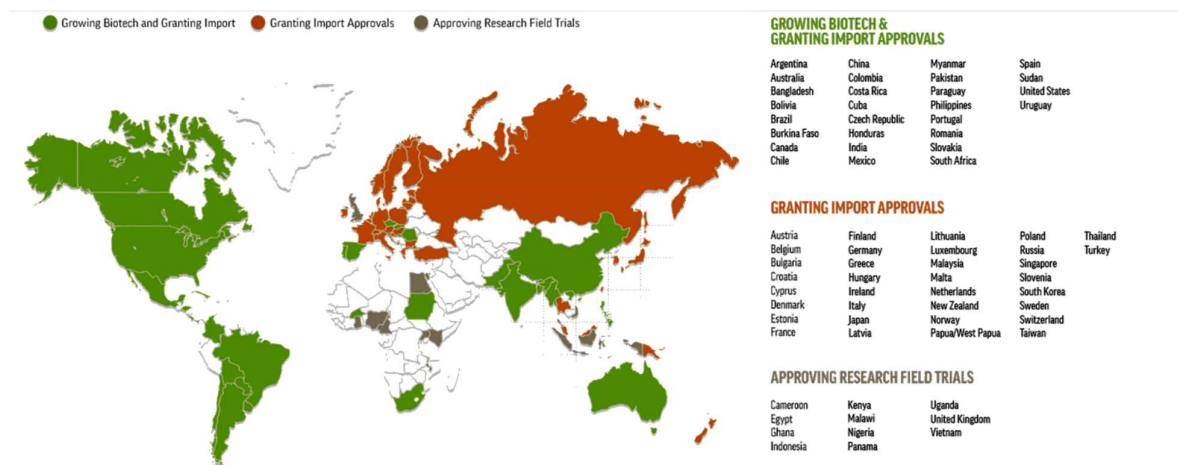 Growing Biotech and Granting Import Granting Import Approvals Approving Research Field Trials
GROWING BIOTECH &
GRANTING IMPORT APPROVALS
Argentina China Myanmar Spain
Australia Colombia Pakistan Sudan
Bangladesh Costa Rica Paraguay United States
Bolivia Cuba Philippines Uruguay
Brazil Czech Republic Portugal
Burkina Faso Honduras Romania
Canada India Slovakia
Chile Mexico South Africa
GRANTING IMPORT APPROVALS
Austria Finland Lithuania Poland Thailand
Belgium Germany Luxembourg Russia Turkey
Bulgaria Greece Malaysia Singapore
Croatia Hungary Malta Slovenia
Cyprus Ireland Netherlands South Korea
Denmark Italy New Zealand Sweden
Estonia Japan Norway Switzerland
France Latvia Papua/West Papua Taiwan
APPROVING RESEARCH FIELD TRIALS
Cameroon Kenya Uganda
Egypt Malawi United Kingdom
Ghana Nigeria Vietnam
Indonesia Panama